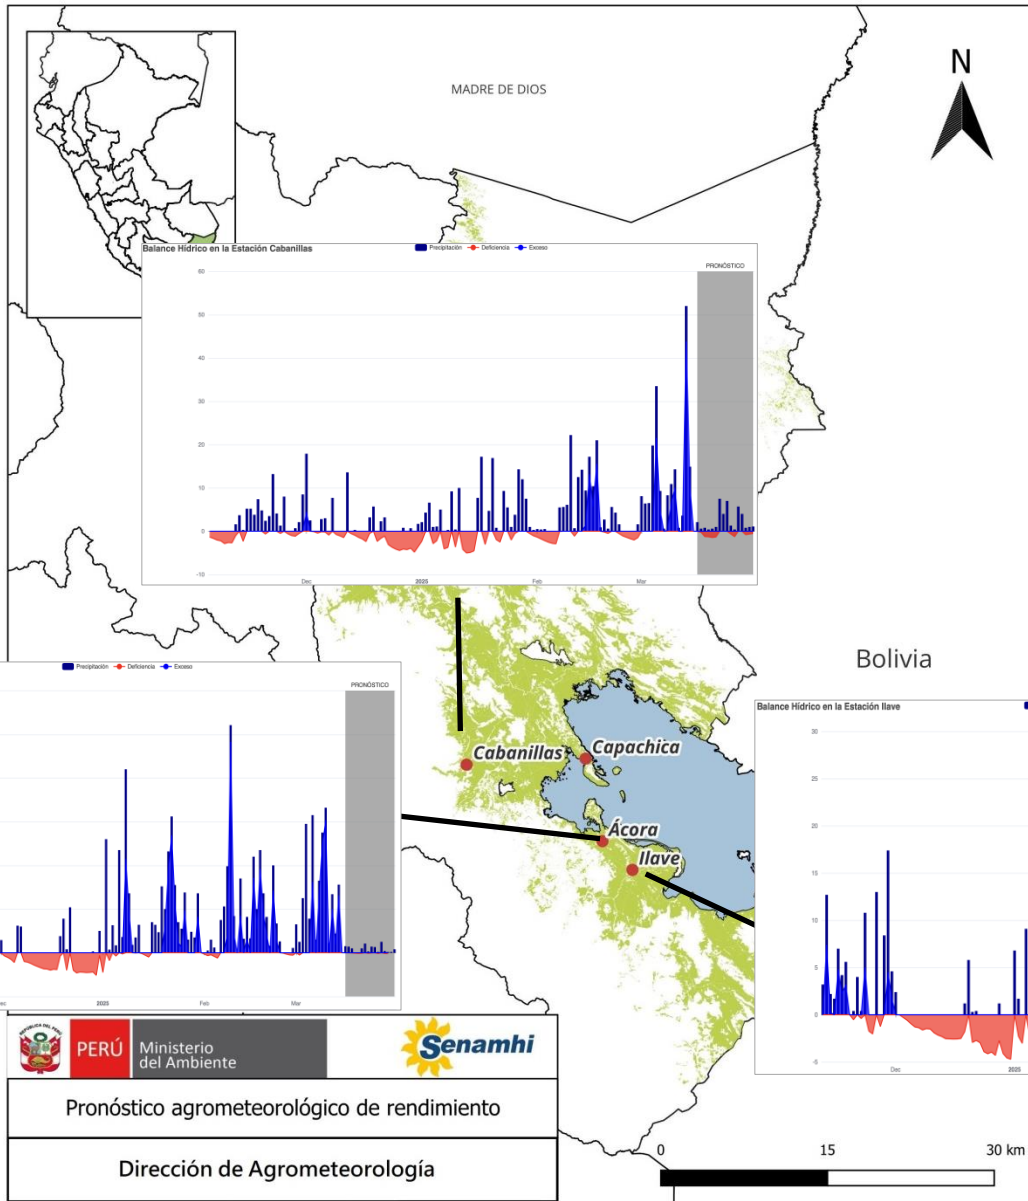 MADRE DE DIOS
N
Balance Hídrico en la Estación Cabanillas
Precipitación Deficiencia Exceso
PRONÓSTICO
60
50
40
30
20
10
0
-10
Dec 2025 Feb Mar
Bolivia
Precipitación Deficiencia Exceso
PRONÓSTICO
2025 Feb Mar
Balance Hídrico en la Estación Ilave
30
25
20
15
10
5
0
-5
Dec 2025
Cabanillas
Capachica
Ácora
Ilave
PERÚ
Ministerio
del Ambiente
Senamhi
Pronóstico agrometeorológico de rendimiento
Dirección de Agrometeorología
0 15 30 km